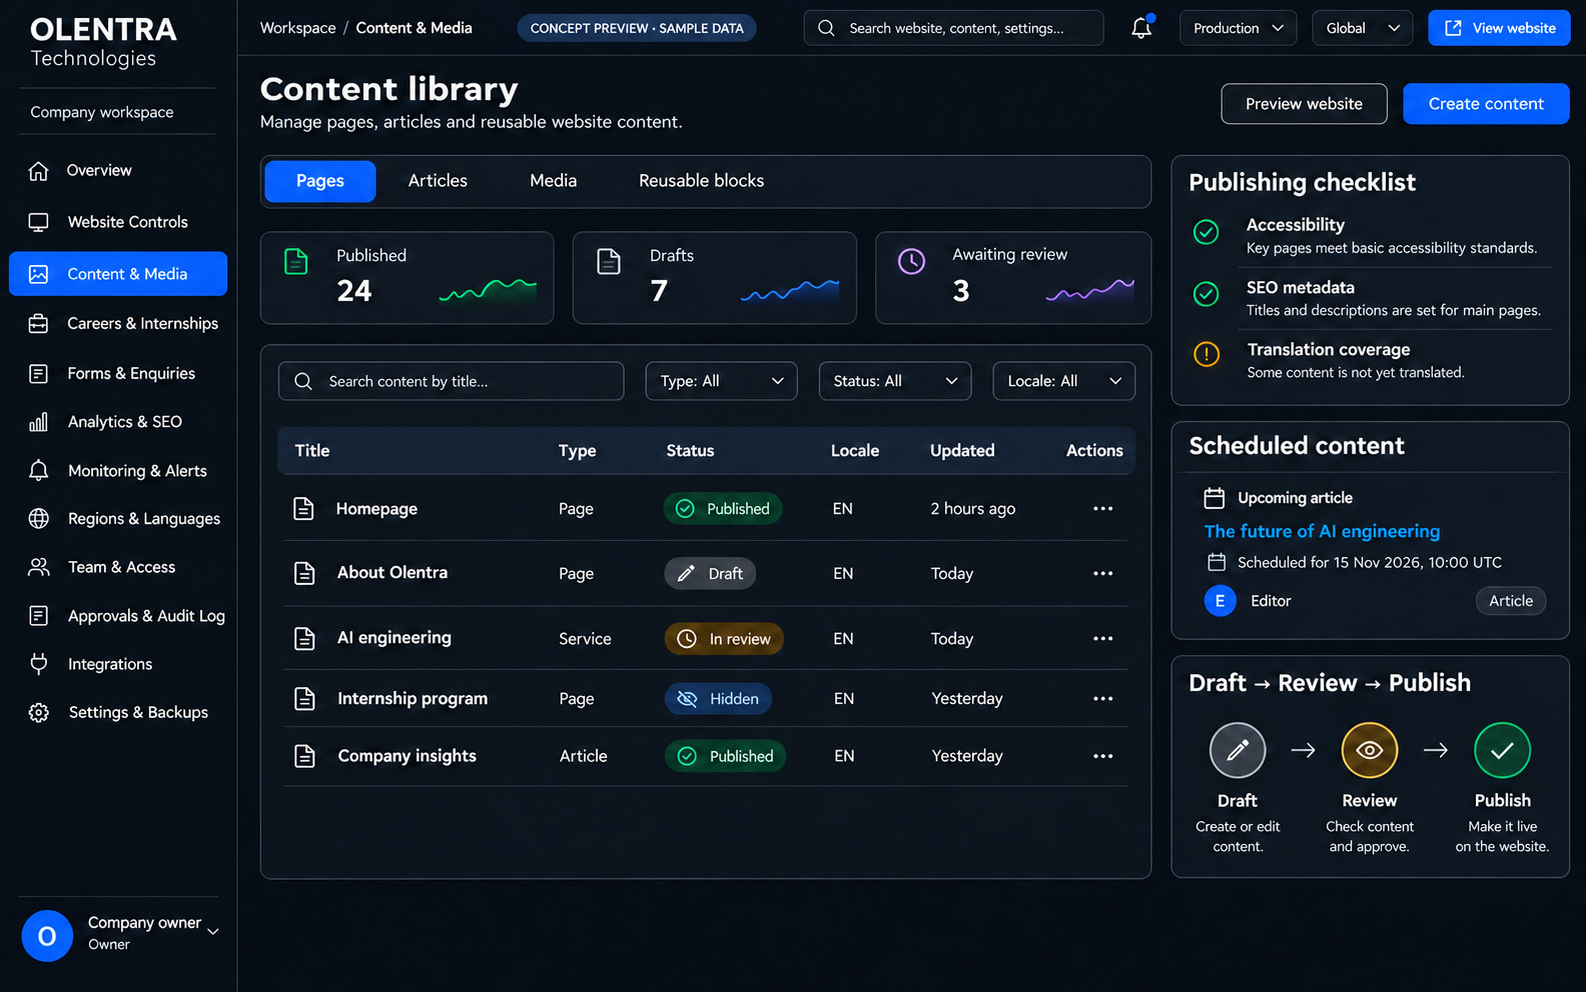 OLENTRA
Technologies
Company workspace
Overview
Website Controls
Content & Media
Careers & Internships
Forms & Enquiries
Analytics & SEO
Monitoring & Alerts
Regions & Languages
Team & Access
Approvals & Audit Log
Integrations
Settings & Backups
O
Company owner
Owner
Workspace / Content & Media
CONCEPT PREVIEW · SAMPLE DATA
Search website, content, settings...
Production
Global
View website
Content library
Manage pages, articles and reusable website content.
Preview website
Create content
Pages
Articles
Media
Reusable blocks
Published
24
Drafts
7
Awaiting review
3
Search content by title...
Type: All
Status: All
Locale: All
Title Type Status Locale Updated Actions
Homepage Page Published EN 2 hours ago ...
About Olentra Page Draft EN Today ...
AI engineering Service In review EN Today ...
Internship program Page Hidden EN Yesterday ...
Company insights Article Published EN Yesterday ...
Publishing checklist
Accessibility
Key pages meet basic accessibility standards.
SEO metadata
Titles and descriptions are set for main pages.
Translation coverage
Some content is not yet translated.
Scheduled content
Upcoming article
The future of AI engineering
Scheduled for 15 Nov 2026, 10:00 UTC
E
Editor
Article
Draft → Review → Publish
Draft
Create or edit
content.
Review
Check content
and approve.
Publish
Make it live
on the website.